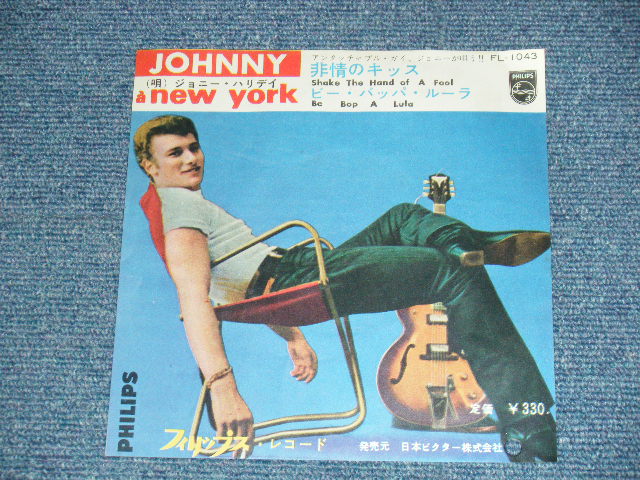 JOHNNY
(唄) ジョニー・ハリデイ
à new york
アンタッチャブル・ガイ、ジョニーが唄う!! FL-1043
非情のキッス
Shake The Hand of A Fool
ビー・バッパ・ルーラ
Be Bop A Lula
PHILIPS
PHILIPS
定価 ¥330.
フィリップス・レコード 発売元 日本ビクター株式会社